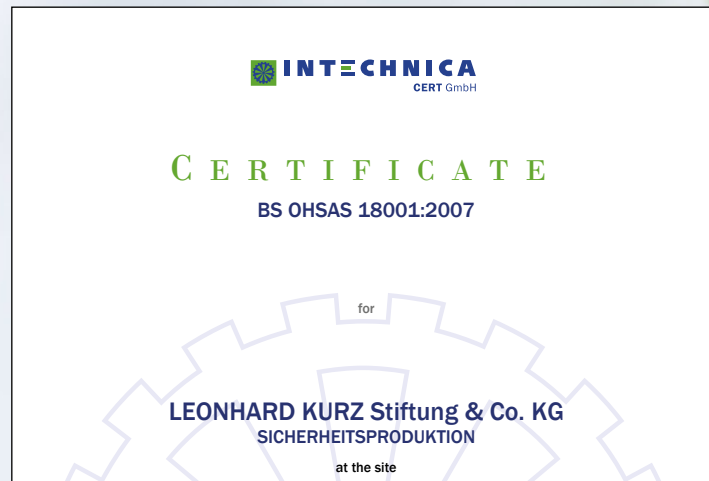 INTECHNICA
CERT GmbH
CERTIFICATE
BS OHSAS 18001:2007
for
LEONHARD KURZ Stiftung & Co. KG
SICHERHEITSPRODUKTION
at the site